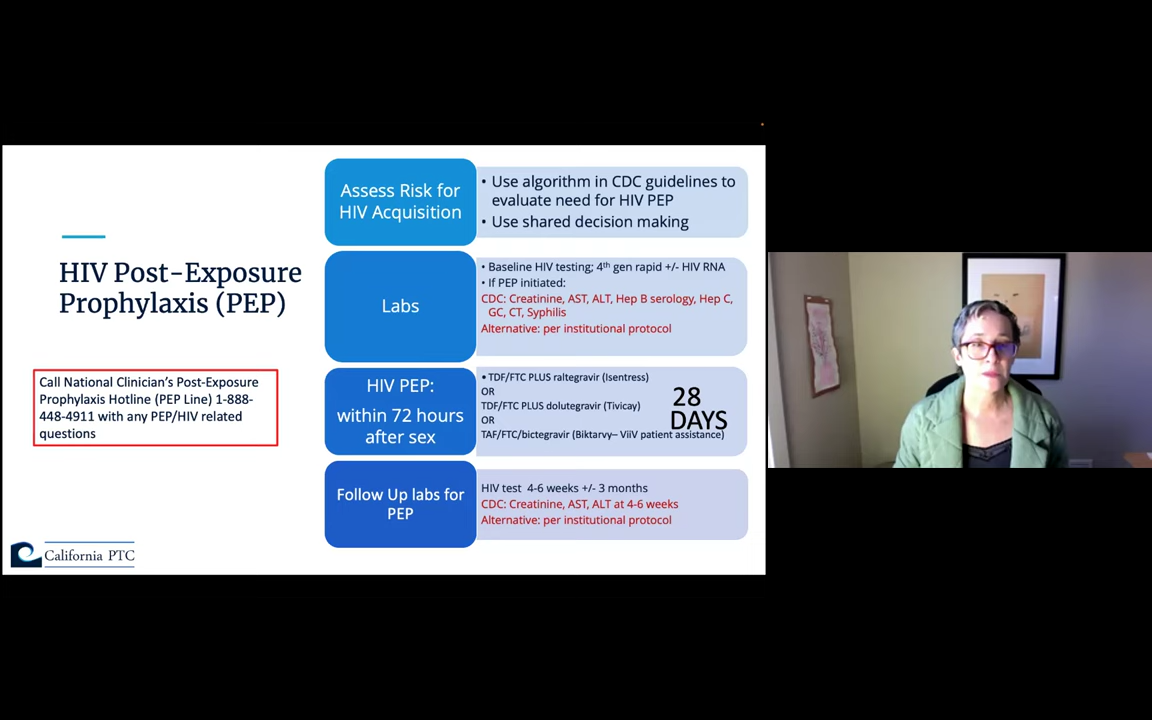 HIV Post-Exposure
Prophylaxis (PEP)
Call National Clinician's Post-Exposure
Prophylaxis Hotline (PEP Line) 1-888-
448-4911 with any PEP/HIV related
questions
California PTC
Assess Risk for
HIV Acquisition
• Use algorithm in CDC guidelines to
evaluate need for HIV PEP
• Use shared decision making
Labs
• Baseline HIV testing; 4th gen rapid +/- HIV RNA
• If PEP initiated:
CDC: Creatinine, AST, ALT, Hep B serology, Hep C,
GC, CT, Syphilis
Alternative: per institutional protocol
HIV PEP:
within 72 hours
after sex
• TDF/FTC PLUS raltegravir (Isentress)
OR
TDF/FTC PLUS dolutegravir (Tivicay)
OR
TAF/FTC/bictegravir (Biktarvy– ViiV patient assistance)
28
DAYS
Follow Up labs for
PEP
HIV test 4-6 weeks +/- 3 months
CDC: Creatinine, AST, ALT at 4-6 weeks
Alternative: per institutional protocol